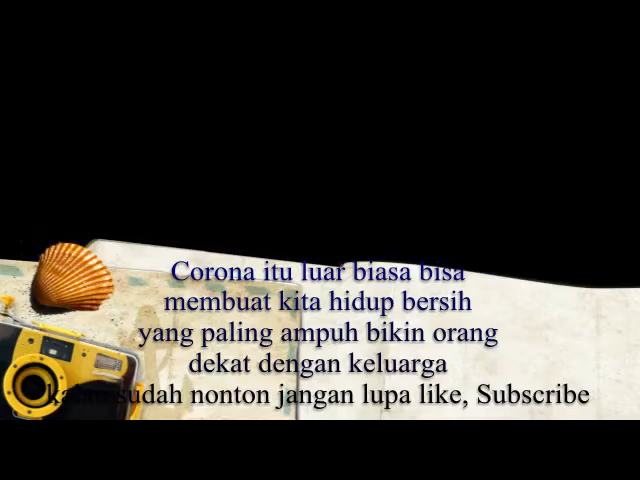 Corona itu luar biasa bisa
membuat kita hidup bersih
yang paling ampuh bikin orang
dekat dengan keluarga
kalau sudah nonton jangan lupa like, Subscribe